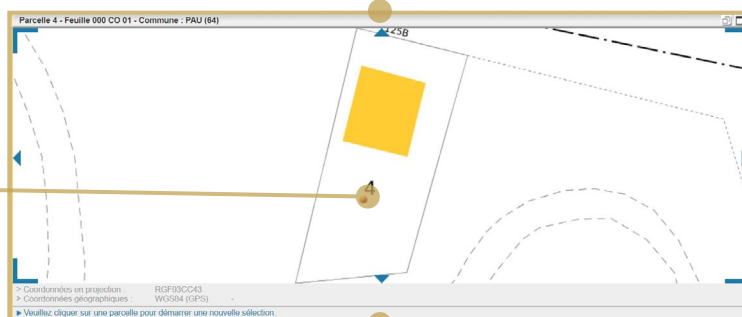 Parcelle 4 - Feuille 000 CO 01 - Commune : PAU (64)
125B
4
> Coordonnées en projection : RGF93CC43
> Coordonnées géographiques : WGS84 (GPS) -
▶ Veuillez cliquer sur une parcelle pour démarrer une nouvelle sélection.